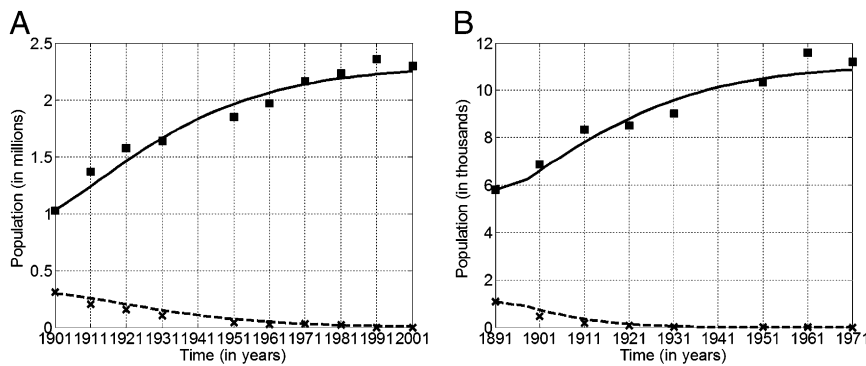 A
B
Population (in millions)
2.5
2
1.5
1
0.5
0
1901 1911 1921 1931 1941 1951 1961 1971 1981 1991 2001
Time (in years)
Population (in thousands)
12
10
8
6
4
2
0
1891 1901 1911 1921 1931 1941 1951 1961 1971
Time (in years)